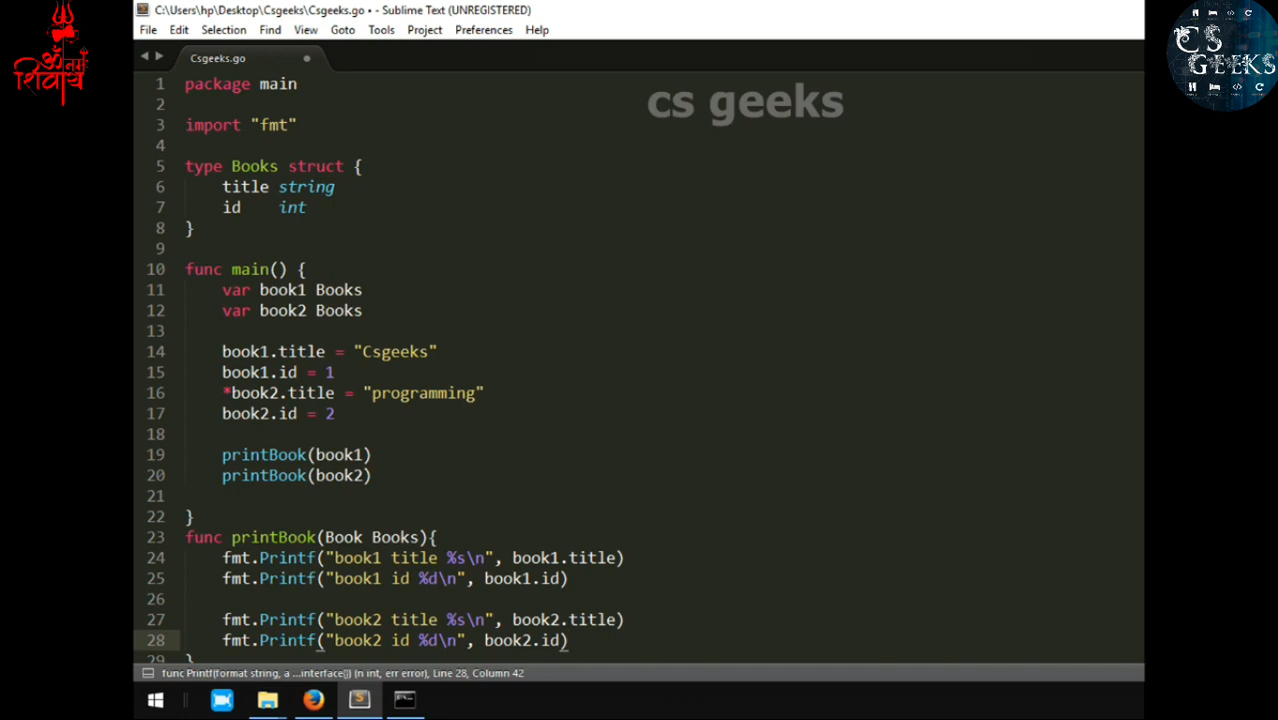 C:\Users\hp\Desktop\Csgeeks\Csgeeks.go • - Sublime Text (UNREGISTERED)
File Edit Selection Find View Goto Tools Project Preferences Help
ॐ नमः
शिवाय
CS
GEEKS
Csgeeks.go
cs geeks
1 package main
2
3 import "fmt"
4
5 type Books struct {
6 title string
7 id int
8 }
9
10 func main() {
11 var book1 Books
12 var book2 Books
13
14 book1.title = "Csgeeks"
15 book1.id = 1
16 *book2.title = "programming"
17 book2.id = 2
18
19 printBook(book1)
20 printBook(book2)
21
22 }
23 func printBook(Book Books){
24 fmt.Printf("book1 title %s\n", book1.title)
25 fmt.Printf("book1 id %d\n", book1.id)
26
27 fmt.Printf("book2 title %s\n", book2.title)
28 fmt.Printf("book2 id %d\n", book2.id)
29 }
func Printf(format string, a ...interface{}) (n int, err error), Line 28, Column 42